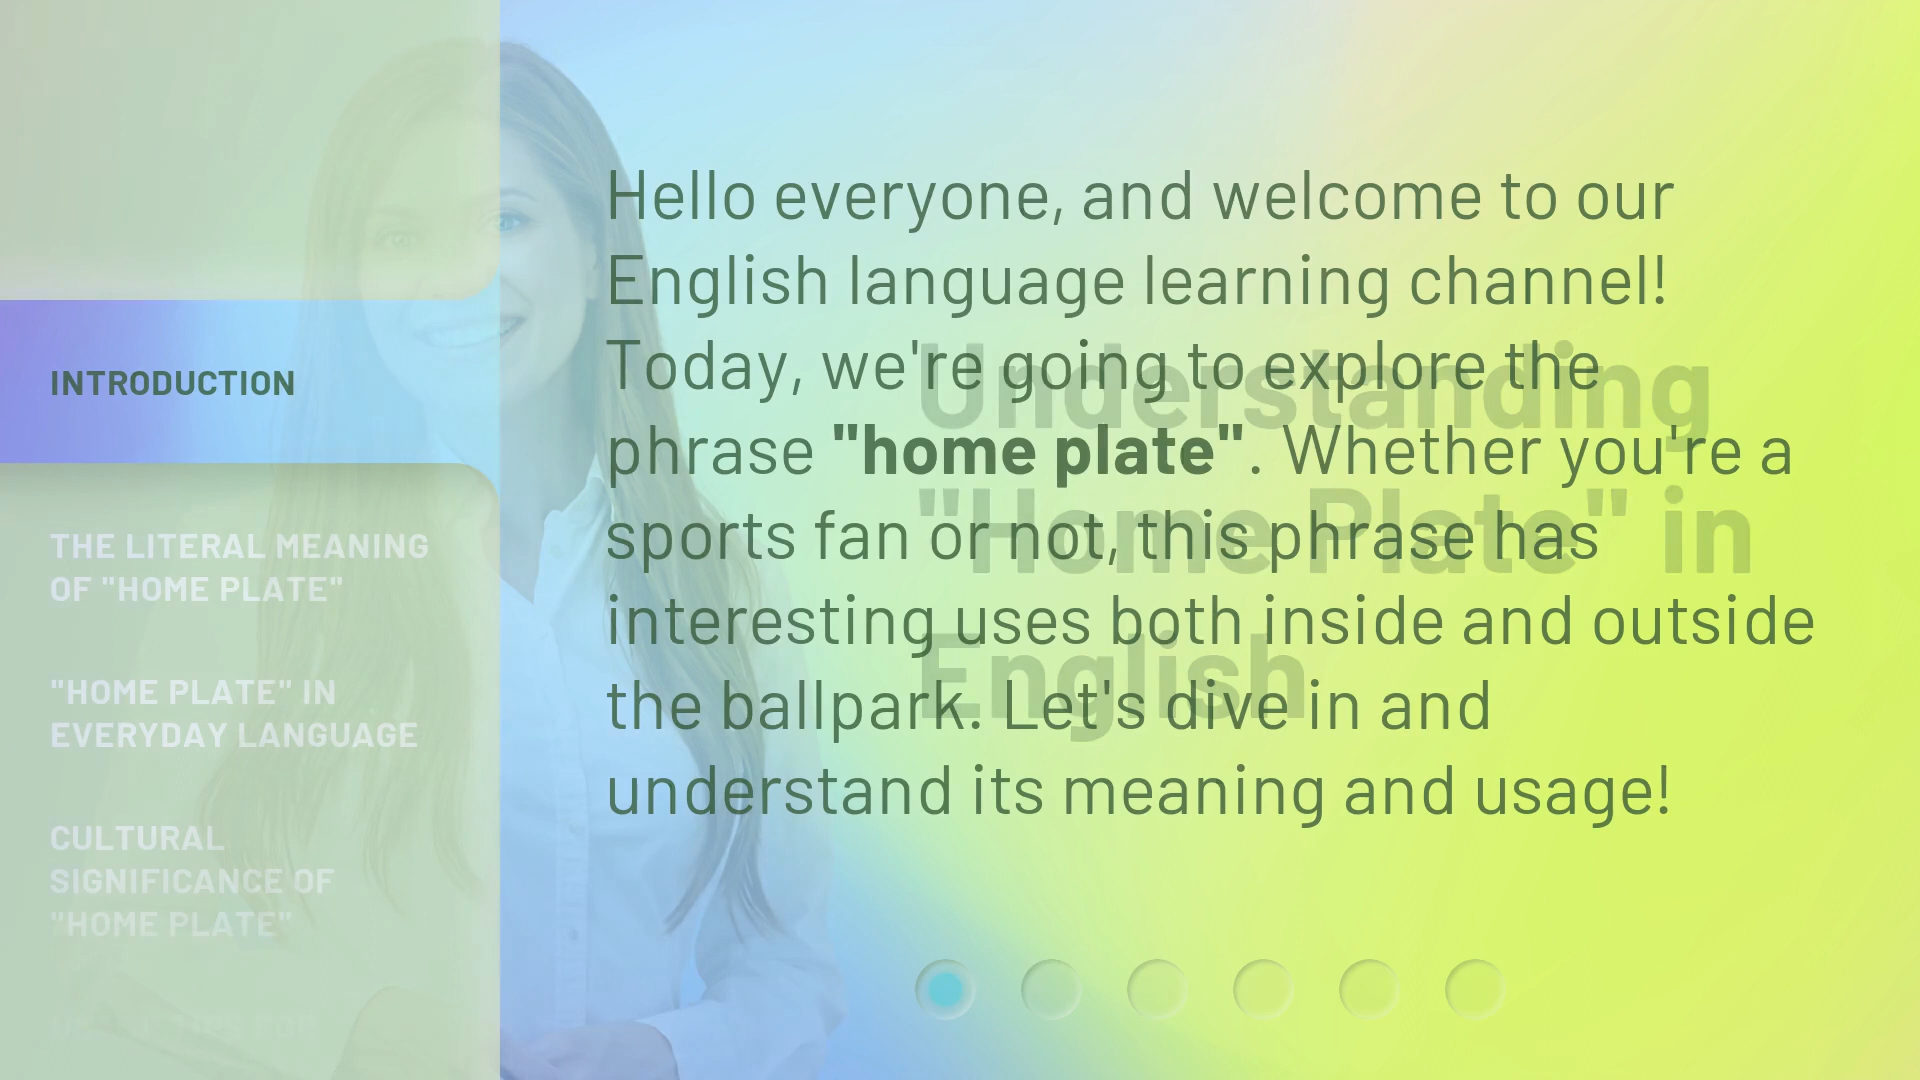 INTRODUCTION
THE LITERAL MEANING
OF "HOME PLATE"
"HOME PLATE" IN
EVERYDAY LANGUAGE
CULTURAL
SIGNIFICANCE OF
"HOME PLATE"
Hello everyone, and welcome to our
English language learning channel!
Today, we're going to explore the
phrase "home plate". Whether you're a
sports fan or not, this phrase has
interesting uses both inside and outside
the ballpark. Let's dive in and
understand its meaning and usage!
Understanding
"Home Plate" in
English